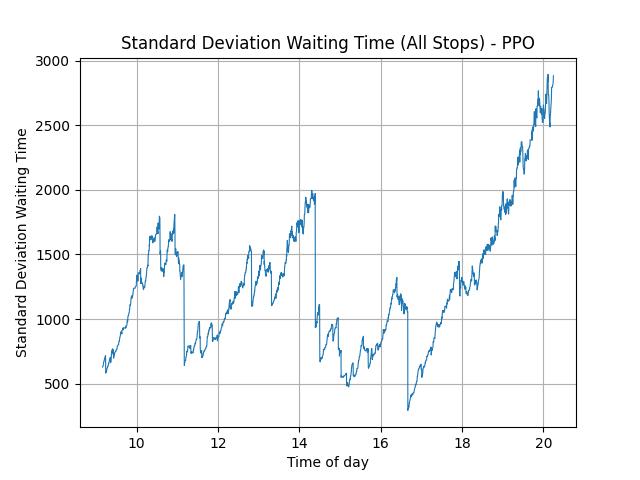 Standard Deviation Waiting Time (All Stops) - PPO
3000
2500
2000
1500
1000
500
Standard Deviation Waiting Time
10 12 14 16 18 20
Time of day